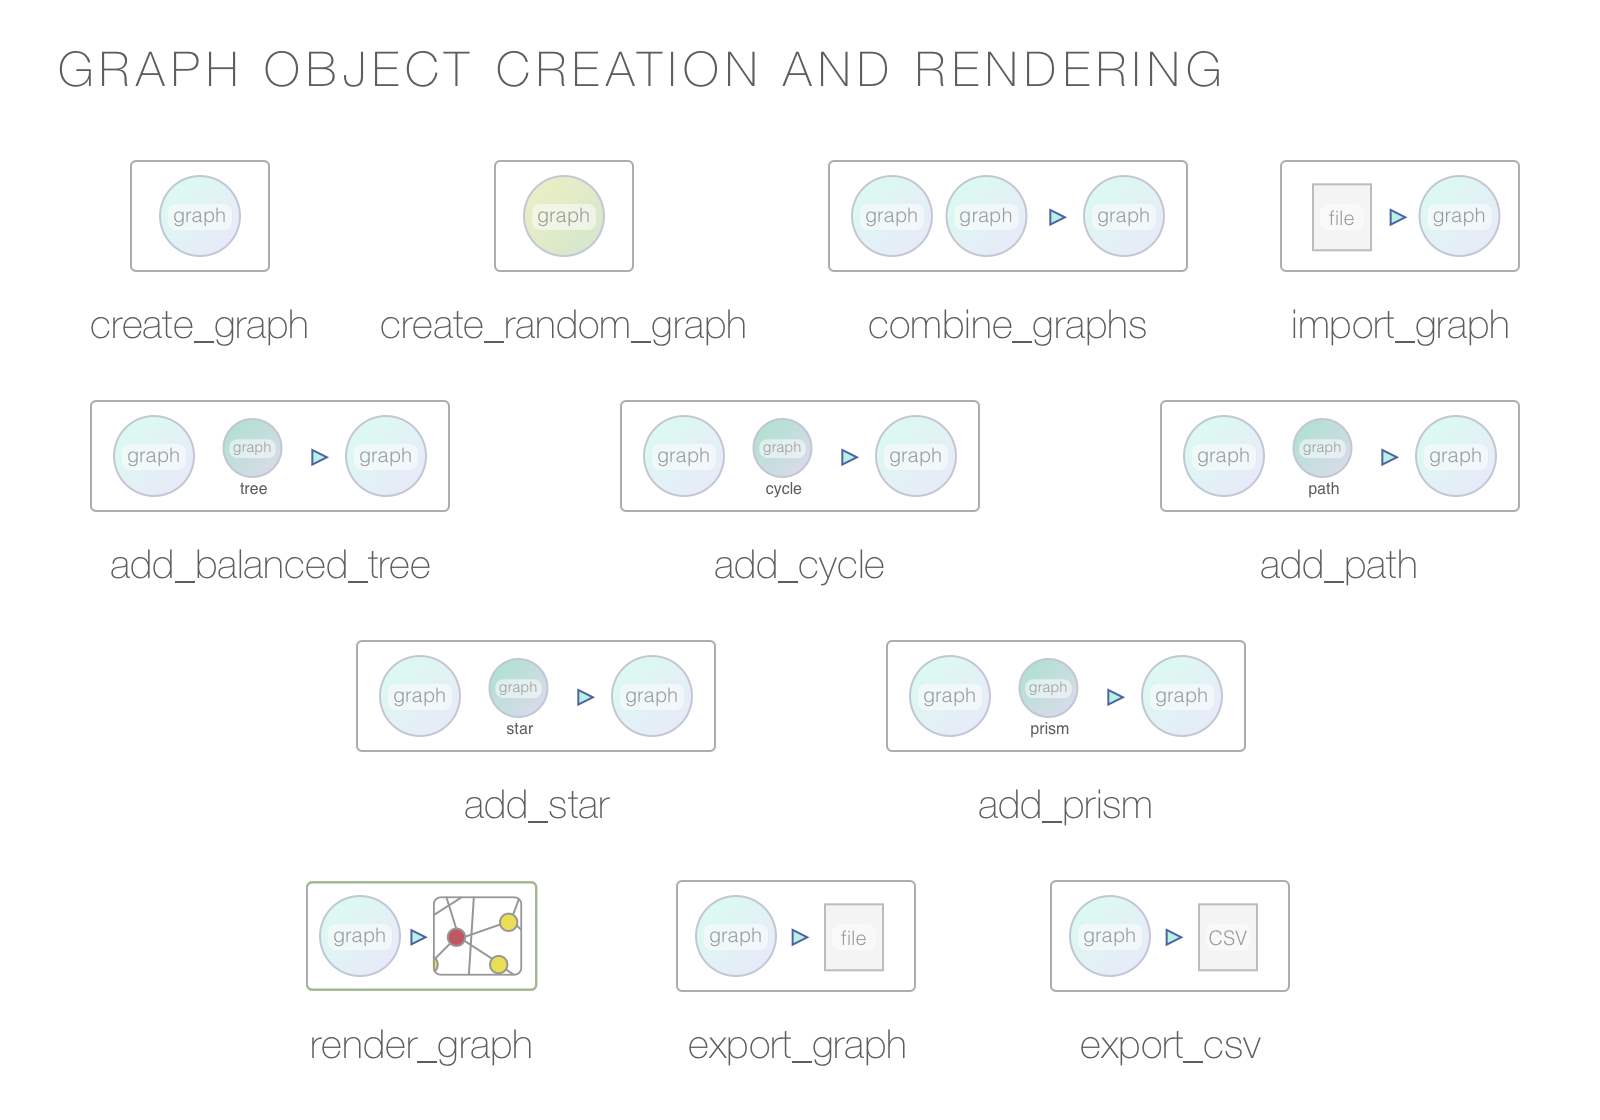 GRAPH OBJECT CREATION AND RENDERING
graph
graph
graph graph graph
file graph
create_graph
create_random_graph
combine_graphs
import_graph
graph graph graph
tree
graph graph graph
cycle
graph graph graph
path
add_balanced_tree
add_cycle
add_path
graph graph graph
star
graph graph graph
prism
add_star
add_prism
graph
graph file
graph CSV
render_graph
export_graph
export_csv